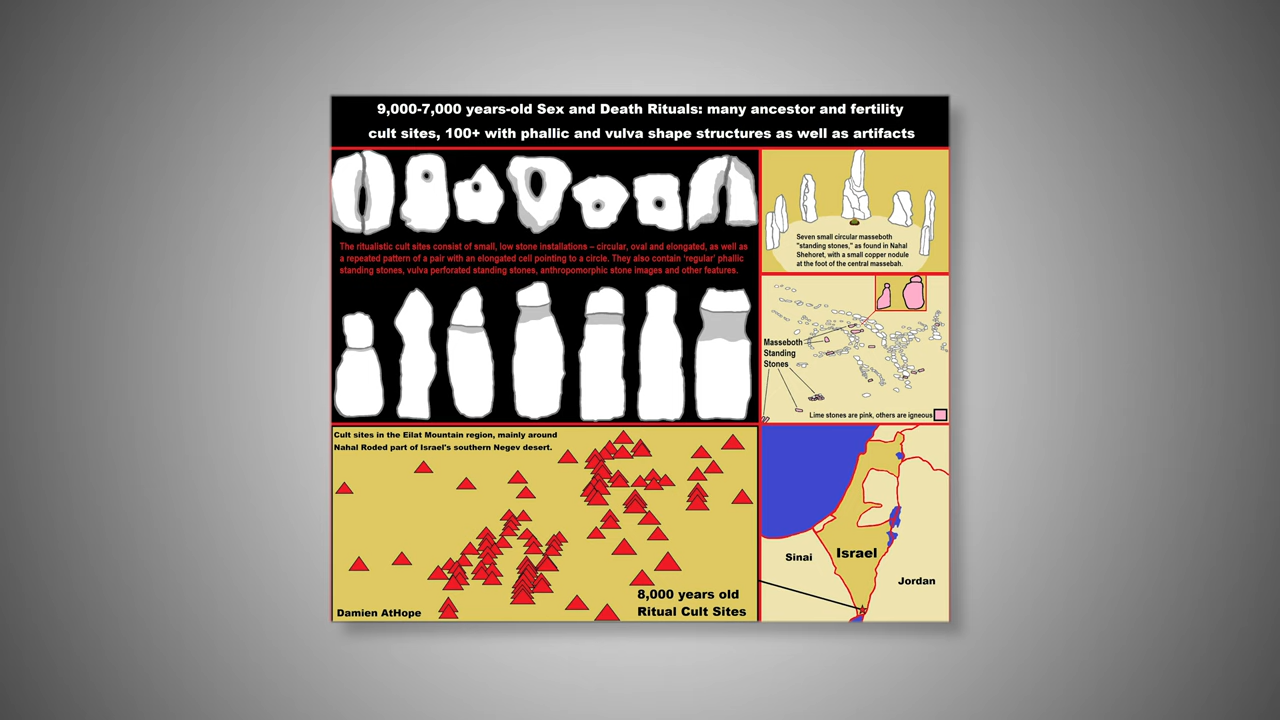 9,000-7,000 years-old Sex and Death Rituals: many ancestor and fertility
cult sites, 100+ with phallic and vulva shape structures as well as artifacts
The ritualistic cult sites consist of small, low stone installations – circular, oval and elongated, as well as
a repeated pattern of a pair with an elongated cell pointing to a circle. They also contain 'regular' phallic
standing stones, vulva perforated standing stones, anthropomorphic stone images and other features.
Seven small circular masseboth
"standing stones," as found in Nahal
Shehoret, with a small copper nodule
at the foot of the central massebah.
Masseboth
Standing
Stones
Lime stones are pink, others are igneous
Cult sites in the Eilat Mountain region, mainly around
Nahal Roded part of Israel's southern Negev desert.
8,000 years old
Ritual Cult Sites
Damien AtHope
Sinai
Israel
Jordan